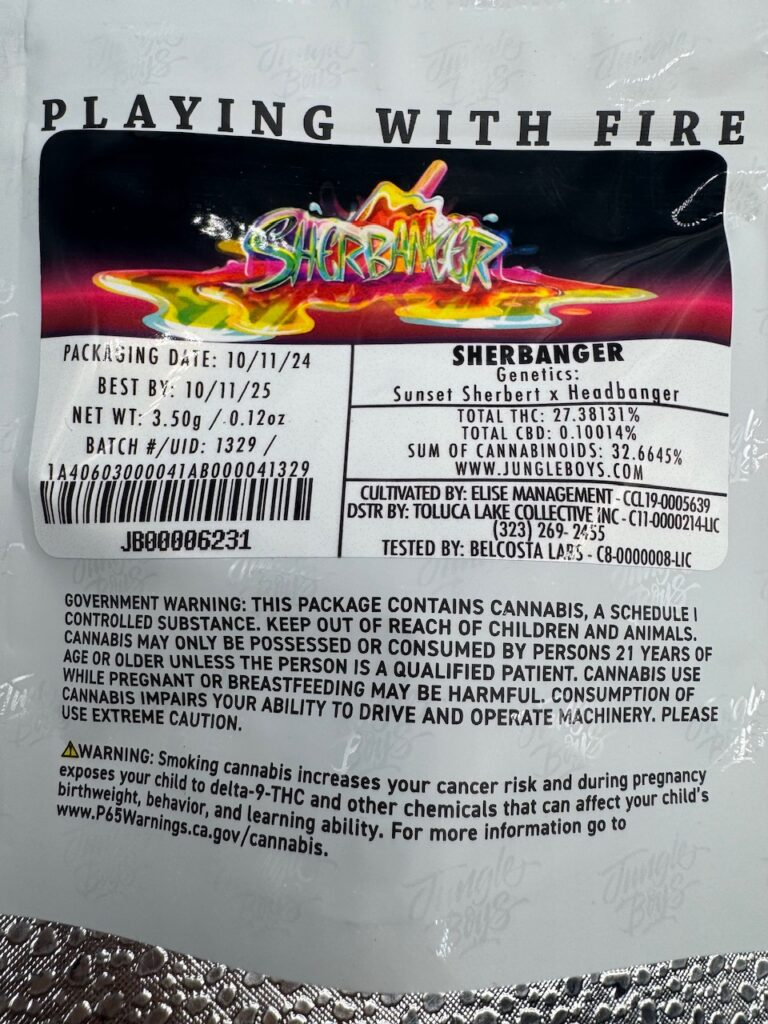 PLAYING WITH FIRE
SHERBANGER
PACKAGING DATE: 10/11/24
BEST BY: 10/11/25
NET WT: 3.50g / 0.12oz
BATCH #/UID: 1329 /
1A40603000041AB000041329
JB00006231
SHERBANGER
Genetics:
Sunset Sherbert x Headbanger
TOTAL THC: 27.38131%
TOTAL CBD: 0.10014%
SUM OF CANNABINOIDS: 32.6645%
WWW.JUNGLEBOYS.COM
CULTIVATED BY: ELISE MANAGEMENT - CCL19-0005639
DSTR BY: TOLUCA LAKE COLLECTIVE INC - C11-0000214-LIC
(323) 269-2455
TESTED BY: BELCOSTA LABS - C8-0000008-LIC
GOVERNMENT WARNING: THIS PACKAGE CONTAINS CANNABIS, A SCHEDULE I
CONTROLLED SUBSTANCE. KEEP OUT OF REACH OF CHILDREN AND ANIMALS.
CANNABIS MAY ONLY BE POSSESSED OR CONSUMED BY PERSONS 21 YEARS OF
AGE OR OLDER UNLESS THE PERSON IS A QUALIFIED PATIENT. CANNABIS USE
WHILE PREGNANT OR BREASTFEEDING MAY BE HARMFUL. CONSUMPTION OF
CANNABIS IMPAIRS YOUR ABILITY TO DRIVE AND OPERATE MACHINERY. PLEASE
USE EXTREME CAUTION.
WARNING: Smoking cannabis increases your cancer risk and during pregnancy
exposes your child to delta-9-THC and other chemicals that can affect your child's
birthweight, behavior, and learning ability. For more information go to
www.P65Warnings.ca.gov/cannabis.
Jungle
Boys